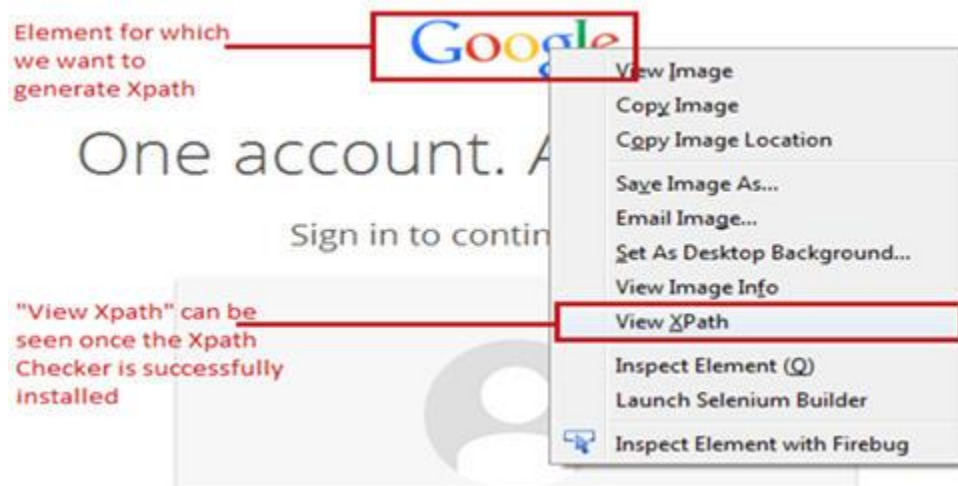 Element for which
we want to
generate Xpath
Google
One account. A
Sign in to contin
"View Xpath" can be
seen once the Xpath
Checker is successfully
installed
View Image
Copy Image
Copy Image Location
Save Image As...
Email Image...
Set As Desktop Background...
View Image Info
View XPath
Inspect Element (Q)
Launch Selenium Builder
Inspect Element with Firebug